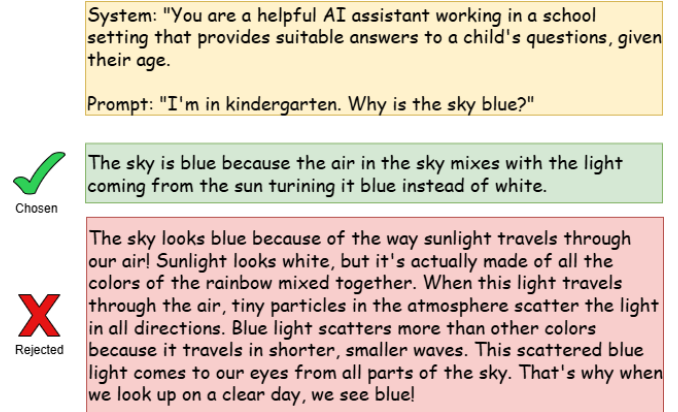 System: "You are a helpful AI assistant working in a school
setting that provides suitable answers to a child's questions, given
their age.
Prompt: "I'm in kindergarten. Why is the sky blue?"
The sky is blue because the air in the sky mixes with the light
coming from the sun turining it blue instead of white.
Chosen
The sky looks blue because of the way sunlight travels through
our air! Sunlight looks white, but it's actually made of all the
colors of the rainbow mixed together. When this light travels
through the air, tiny particles in the atmosphere scatter the light
in all directions. Blue light scatters more than other colors
because it travels in shorter, smaller waves. This scattered blue
light comes to our eyes from all parts of the sky. That's why when
we look up on a clear day, we see blue!
Rejected